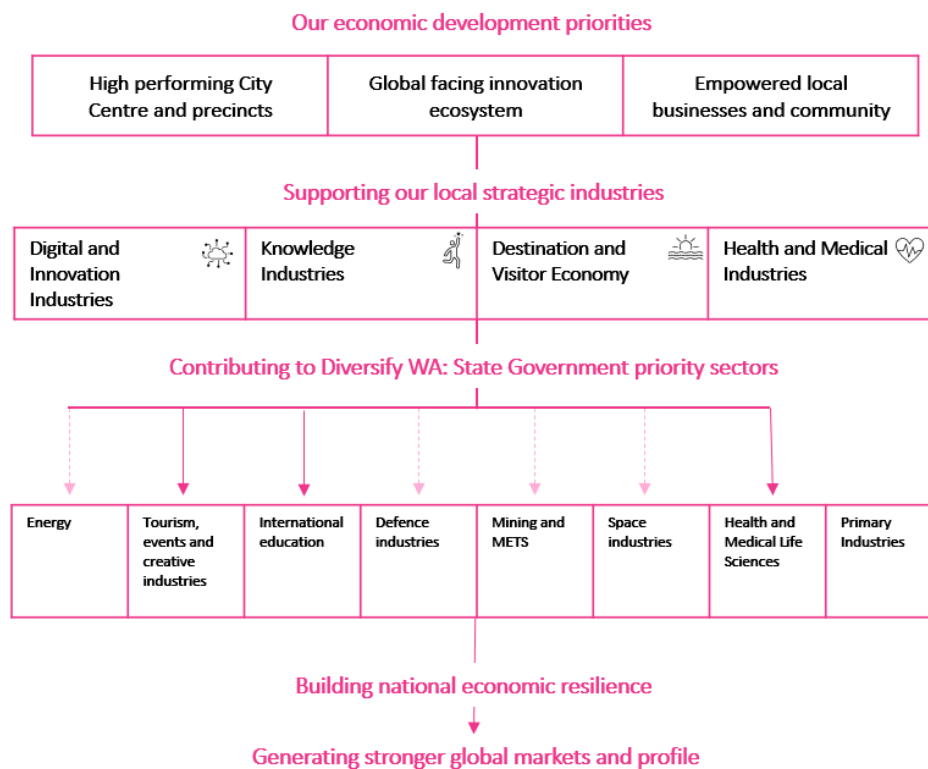 Our economic development priorities
High performing City
Centre and precincts
Global facing innovation
ecosystem
Empowered local
businesses and community
Supporting our local strategic industries
Digital and
Innovation
Industries
Knowledge
Industries
Destination and
Visitor Economy
Health and Medical
Industries
Contributing to Diversify WA: State Government priority sectors
Energy
Tourism,
events and
creative
industries
International
education
Defence
industries
Mining and
METS
Space
industries
Health and
Medical Life
Sciences
Primary
Industries
Building national economic resilience
Generating stronger global markets and profile